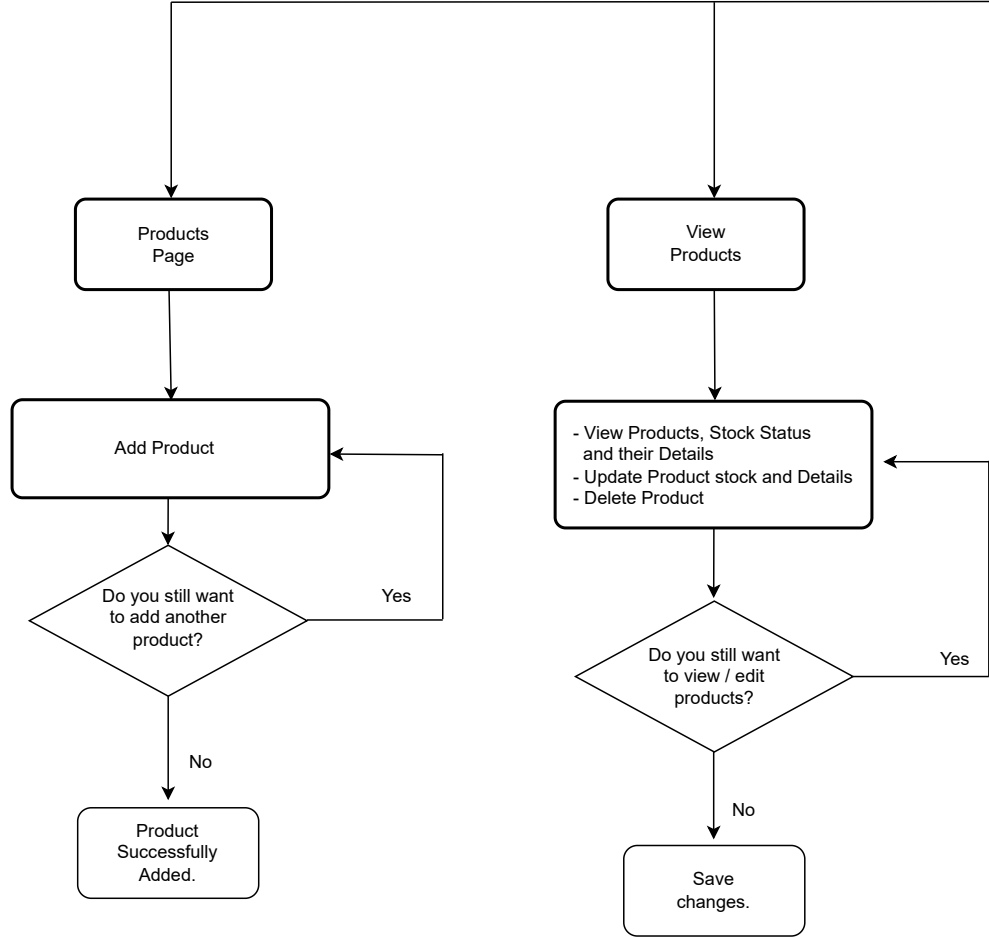 Products
Page
Add Product
Do you still want
to add another
product?
Yes
No
Product
Successfully
Added.
View
Products
- View Products, Stock Status
and their Details
- Update Product stock and Details
- Delete Product
Do you still want
to view / edit
products?
Yes
No
Save
changes.